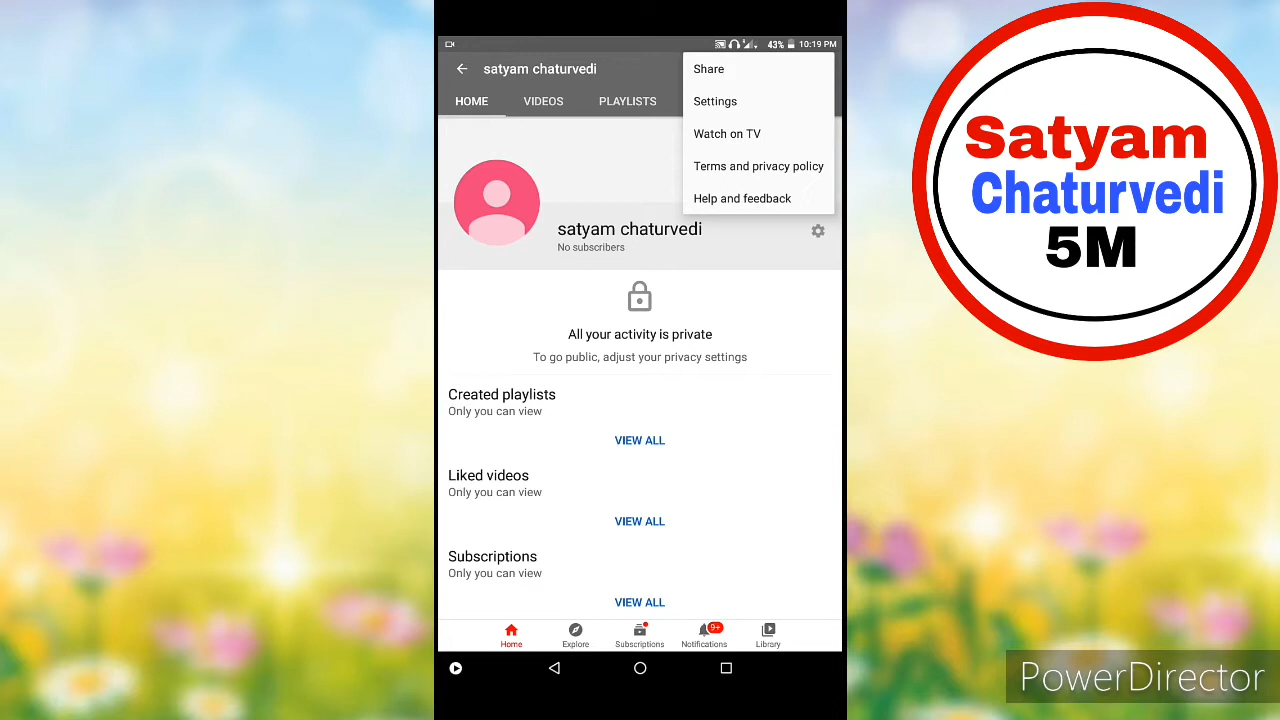 43% 10:19 PM
satyam chaturvedi
HOME VIDEOS PLAYLISTS
Share
Settings
Watch on TV
Terms and privacy policy
Help and feedback
satyam chaturvedi
No subscribers
All your activity is private
To go public, adjust your privacy settings
Created playlists
Only you can view
VIEW ALL
Liked videos
Only you can view
VIEW ALL
Subscriptions
Only you can view
VIEW ALL
9+
Home Explore Subscriptions Notifications Library
Satyam
Chaturvedi
5M
PowerDirector